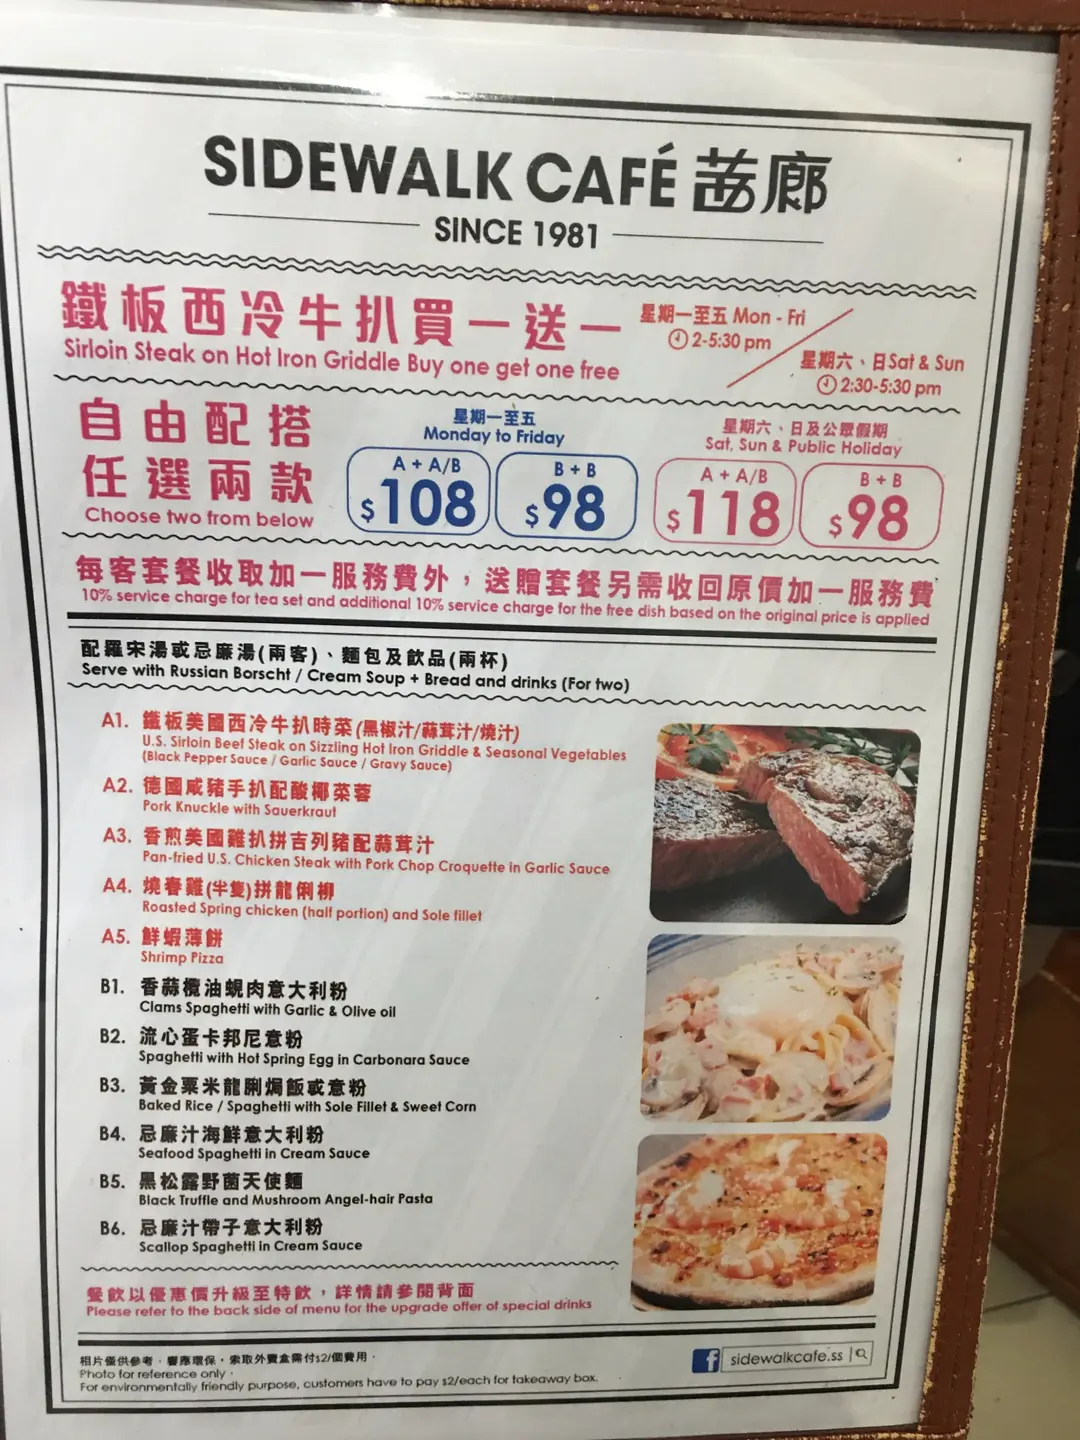 SIDEWALK CAFÉ 茜廊
SINCE 1981
鐵板西冷牛扒買一送一
Sirloin Steak on Hot Iron Griddle Buy one get one free
星期一至五 Mon - Fri
2-5:30 pm
星期六、日Sat & Sun
2:30-5:30 pm
自由配搭
任選兩款
Choose two from below
星期一至五
Monday to Friday
A + A/B
$108
B + B
$98
星期六、日及公眾假期
Sat, Sun & Public Holiday
A + A/B
$118
B + B
$98
每客套餐收取加一服務費外，送贈套餐另需收回原價加一服務費
10% service charge for tea set and additional 10% service charge for the free dish based on the original price is applied
配羅宋湯或忌廉湯(兩客)、麵包及飲品(兩杯)
Serve with Russian Borscht / Cream Soup + Bread and drinks (For two)
A1. 鐵板美國西冷牛扒時菜(黑椒汁/蒜茸汁/燒汁)
U.S. Sirloin Beef Steak on Sizzling Hot Iron Griddle & Seasonal Vegetables
(Black Pepper Sauce / Garlic Sauce / Gravy Sauce)
A2. 德國咸豬手扒配酸椰菜蓉
Pork Knuckle with Sauerkraut
A3. 香煎美國雞扒拼吉列豬配蒜茸汁
Pan-fried U.S. Chicken Steak with Pork Chop Croquette in Garlic Sauce
A4. 燒春雞(半隻)拼龍俐柳
Roasted Spring chicken (half portion) and Sole fillet
A5. 鮮蝦薄餅
Shrimp Pizza
B1. 香蒜欖油蜆肉意大利粉
Clams Spaghetti with Garlic & Olive oil
B2. 流心蛋卡邦尼意粉
Spaghetti with Hot Spring Egg in Carbonara Sauce
B3. 黃金粟米龍脷焗飯或意粉
Baked Rice / Spaghetti with Sole Fillet & Sweet Corn
B4. 忌廉汁海鮮意大利粉
Seafood Spaghetti in Cream Sauce
B5. 黑松露野菌天使麵
Black Truffle and Mushroom Angel-hair Pasta
B6. 忌廉汁帶子意大利粉
Scallop Spaghetti in Cream Sauce
餐飲以優惠價升級至特飲，詳情請參閱背面
Please refer to the back side of menu for the upgrade offer of special drinks
相片僅供參考．響應環保，索取外賣盒需付$2/個費用．
Photo for reference only．
For environmentally friendly purpose, customers have to pay $2/each for takeaway box.
f sidewalkcafe.ss